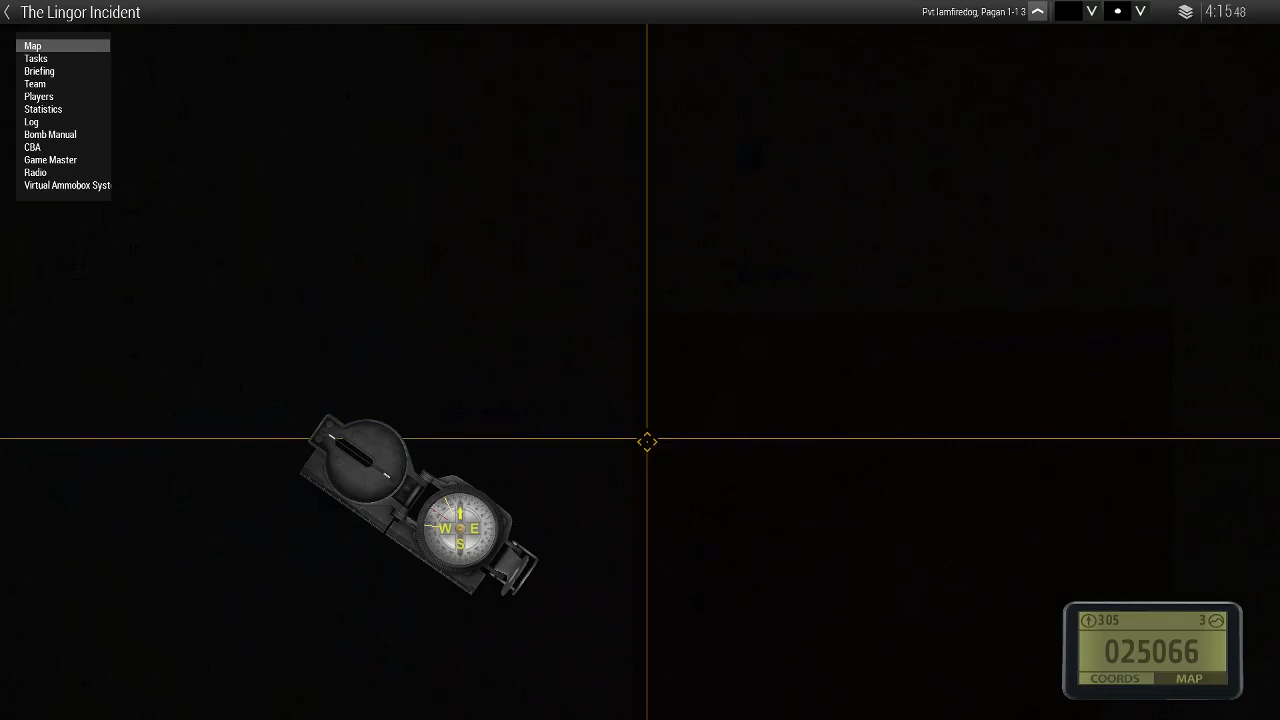 The Lingor Incident
Pvt Iamfiredog, Pagan 1-1 3
4:15 48
Map
Tasks
Briefing
Team
Players
Statistics
Log
Bomb Manual
CBA
Game Master
Radio
Virtual Ammobox Syst
W E
S
305 3
025066
COORDS MAP